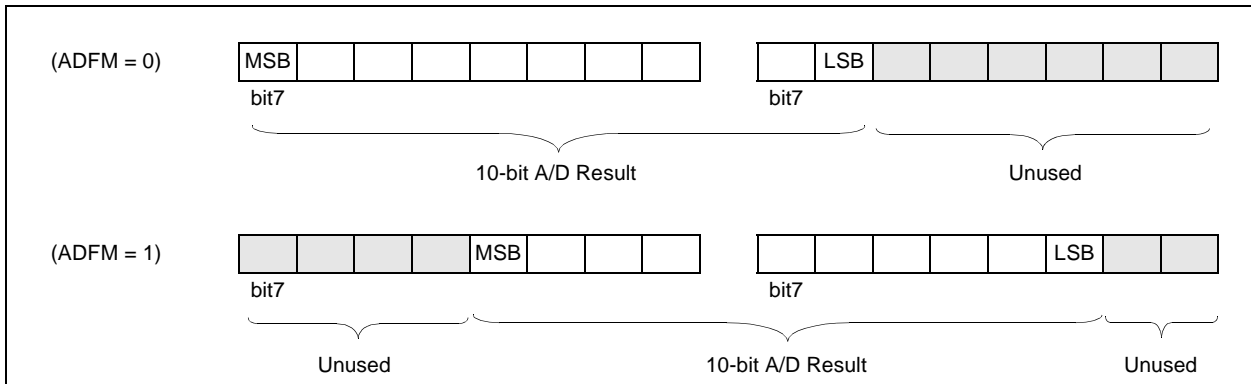 (ADFM = 0) MSB LSB
bit7 bit7
10-bit A/D Result Unused
(ADFM = 1) MSB LSB
bit7 bit7
Unused 10-bit A/D Result Unused